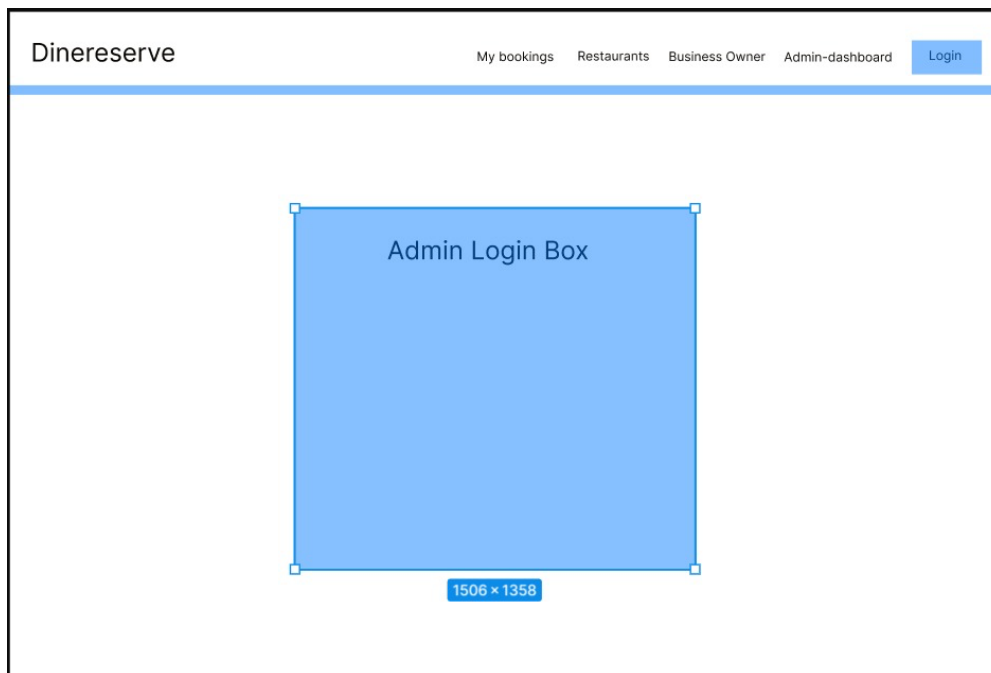 Dinereserve
My bookings Restaurants Business Owner Admin-dashboard Login
Admin Login Box
1506 × 1358